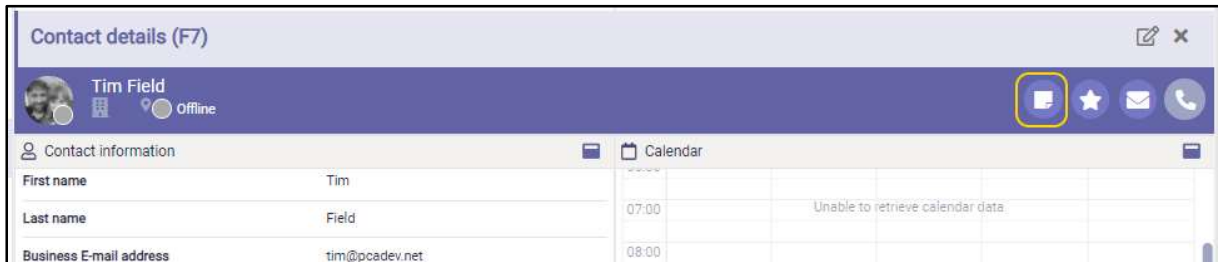 Contact details (F7)
Tim Field
Offline
Contact information
Calendar
First name Tim
Last name Field
Business E-mail address tim@pcadev.net
07:00 Unable to retrieve calendar data
08:00